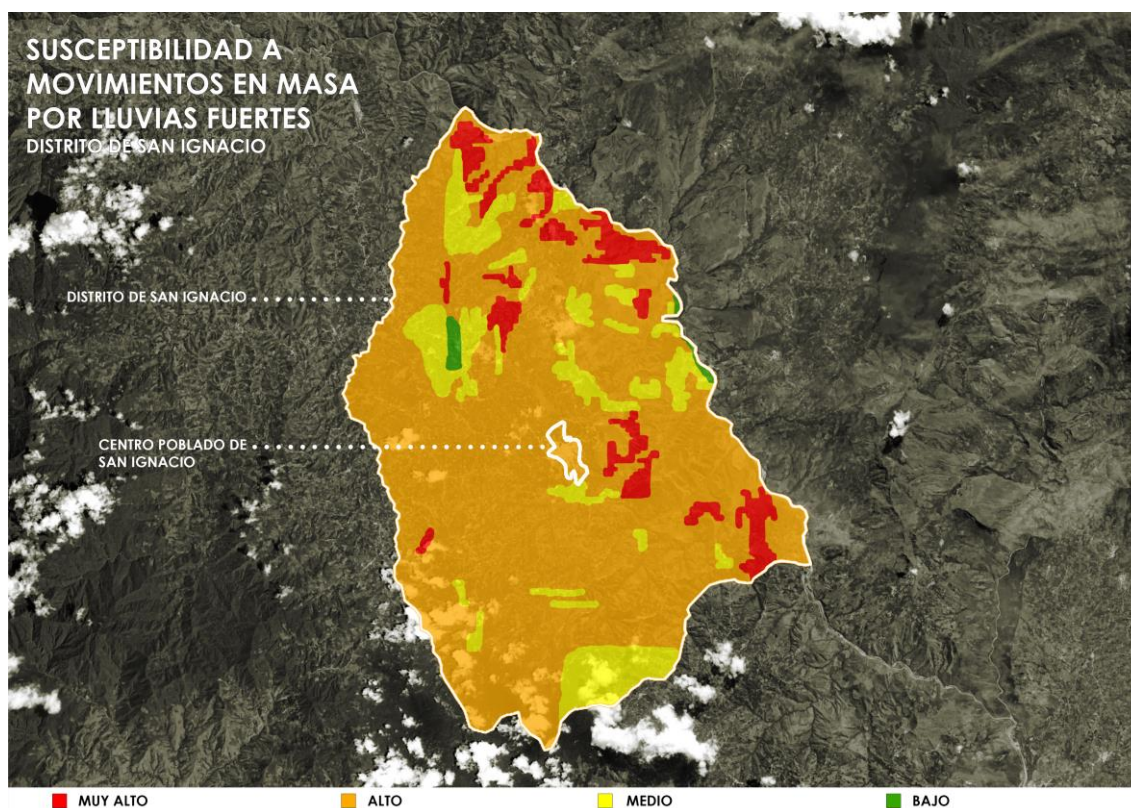 SUSCEPTIBILIDAD A
MOVIMIENTOS EN MASA
POR LLUVIAS FUERTES
DISTRITO DE SAN IGNACIO
DISTRITO DE SAN IGNACIO
CENTRO POBLADO DE
SAN IGNACIO
MUY ALTO
ALTO
MEDIO
BAJO